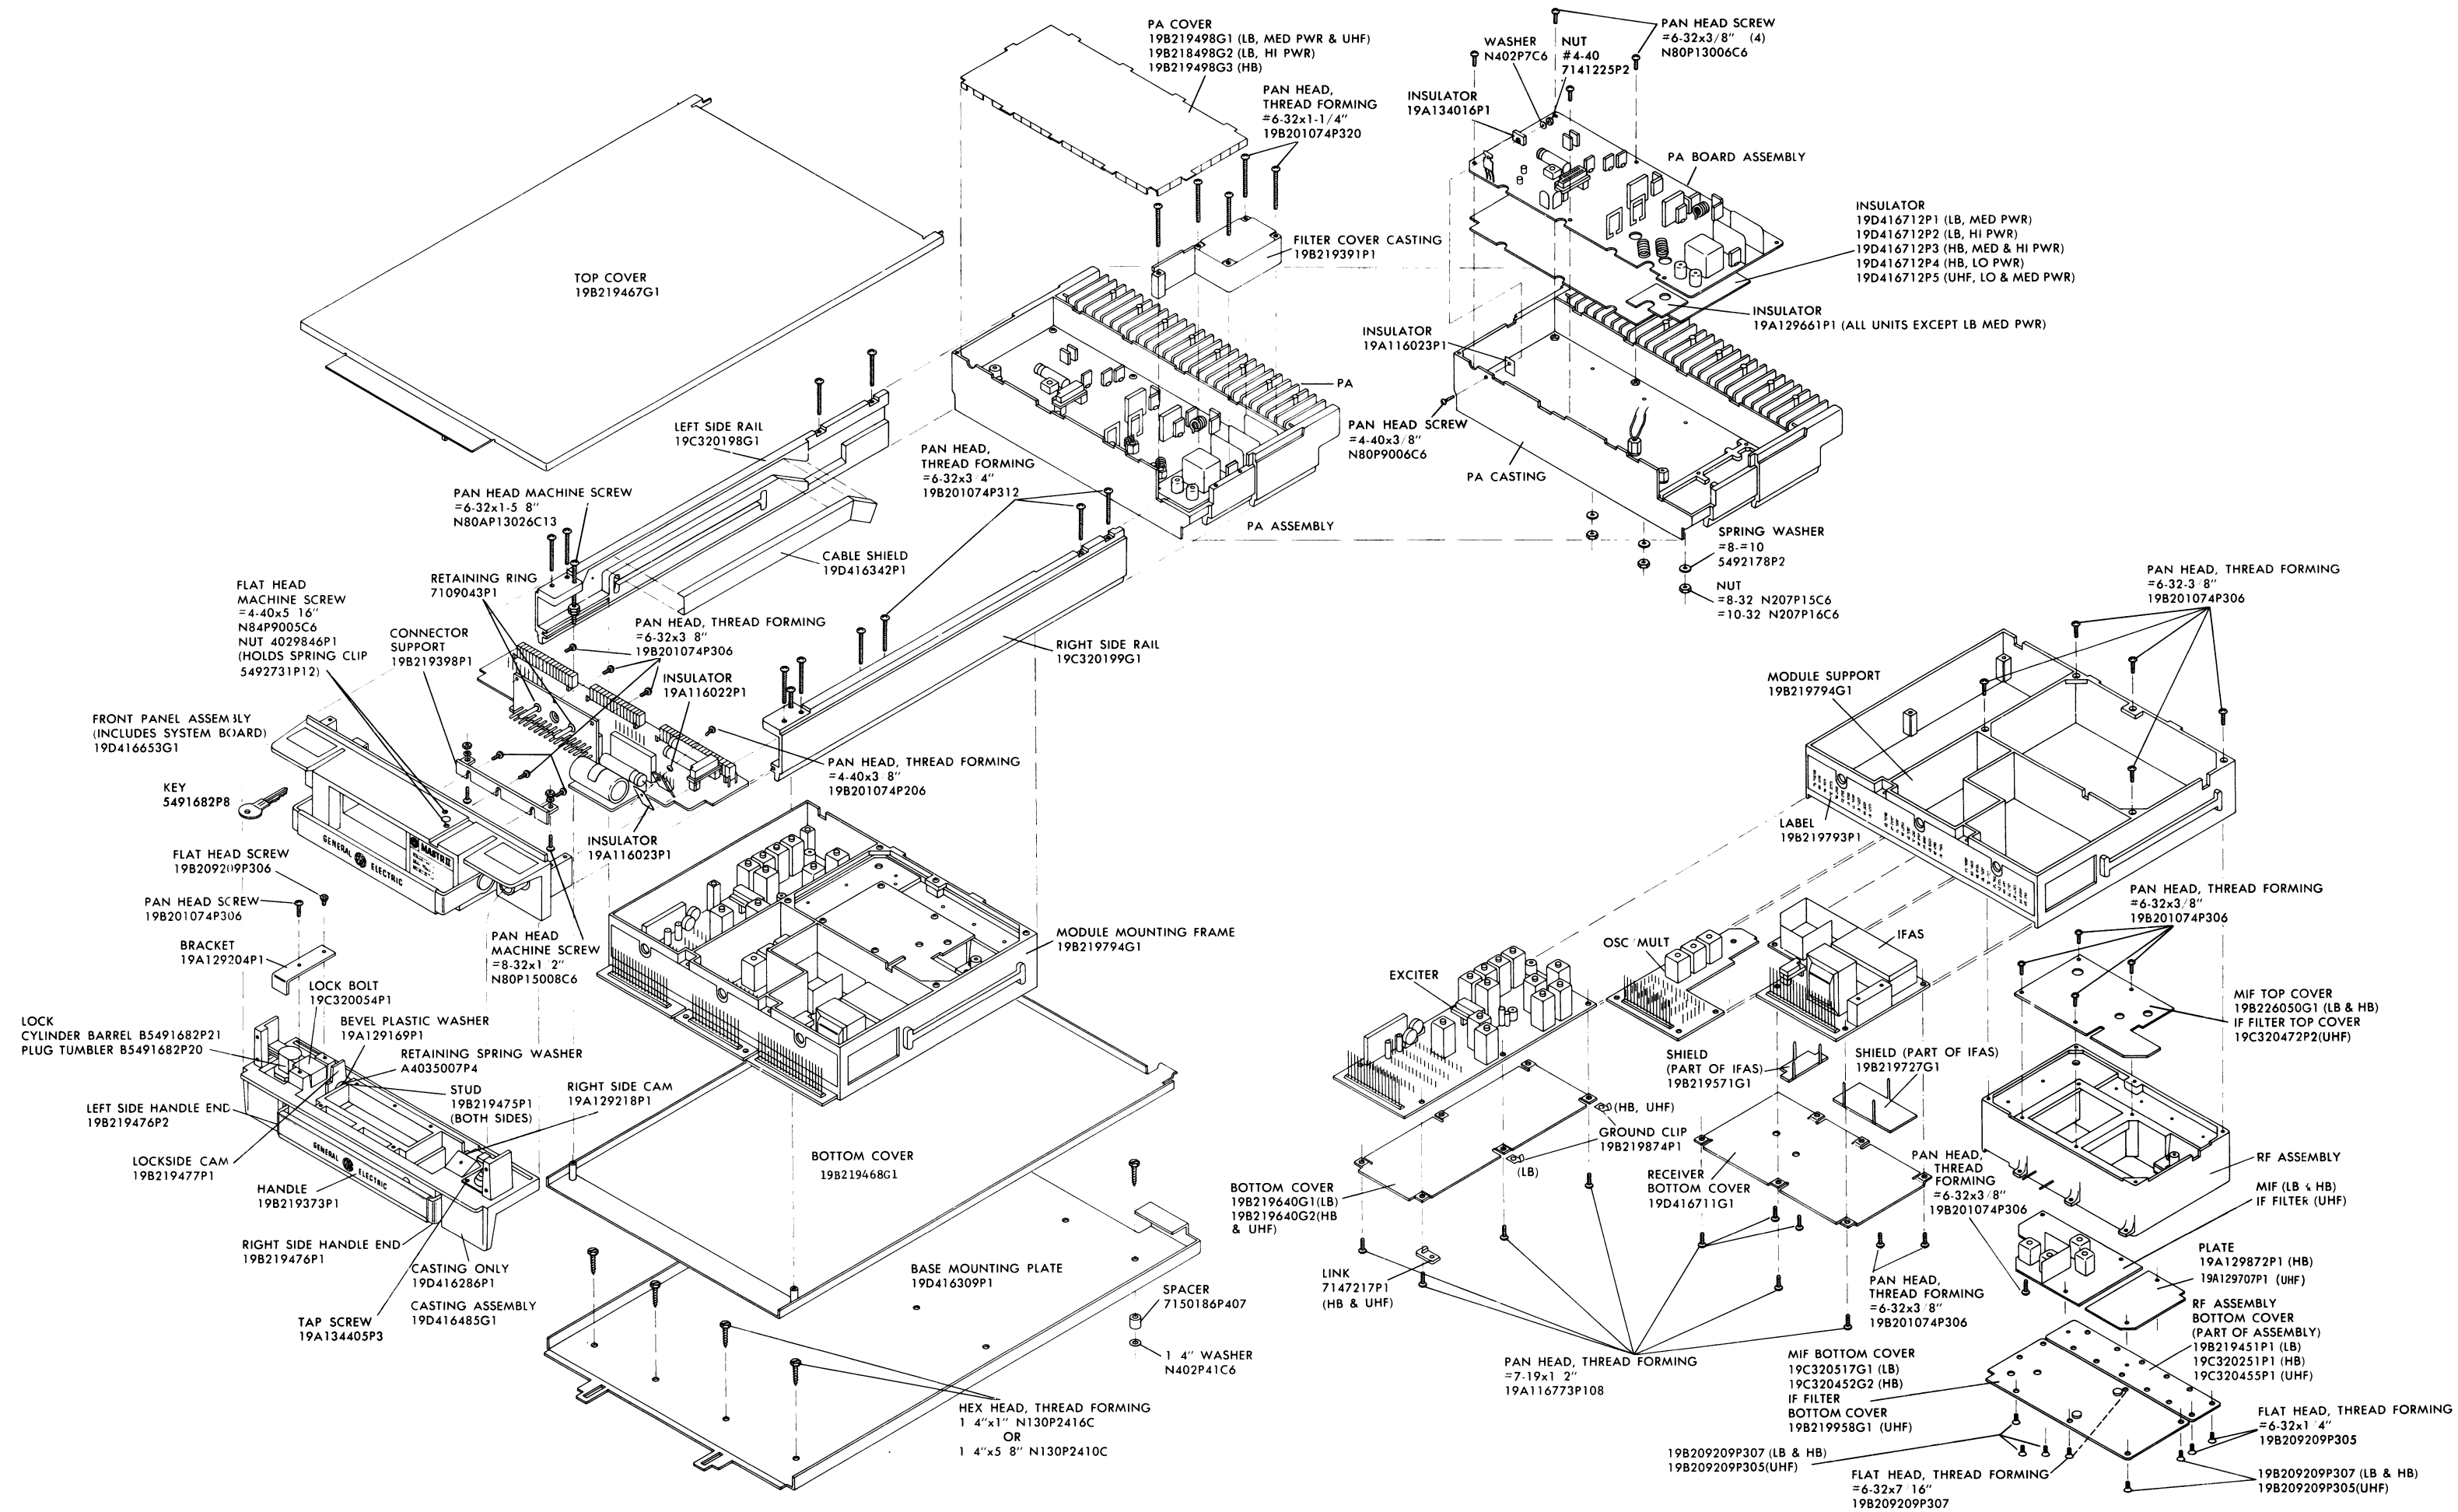 PA COVER
19B219498G1 (LB, MED PWR & UHF)
19B218498G2 (LB, HI PWR)
19B219498G3 (HB)
PAN HEAD,
THREAD FORMING
=6-32x1-1/4"
19B201074P320
WASHER
N402P7C6
NUT
#4-40
7141225P2
PAN HEAD SCREW
=6-32x3/8" (4)
N80P13006C6
INSULATOR
19A134016P1
PA BOARD ASSEMBLY
INSULATOR
19D416712P1 (LB, MED PWR)
19D416712P2 (LB, HI PWR)
19D416712P3 (HB, MED & HI PWR)
19D416712P4 (HB, LO PWR)
19D416712P5 (UHF, LO & MED PWR)
INSULATOR
19A129661P1 (ALL UNITS EXCEPT LB MED PWR)
FILTER COVER CASTING
19B219391P1
TOP COVER
19B219467G1
INSULATOR
19A116023P1
PA
PAN HEAD SCREW
=4-40x3/8"
N80P9006C6
PA CASTING
LEFT SIDE RAIL
19C320198G1
PAN HEAD,
THREAD FORMING
=6-32x3 4"
19B201074P312
PA ASSEMBLY
SPRING WASHER
=8-=10
5492178P2
NUT
=8-32 N207P15C6
=10-32 N207P16C6
PAN HEAD MACHINE SCREW
=6-32x1-5 8"
N80AP13026C13
CABLE SHIELD
19D416342P1
RETAINING RING
7109043P1
FLAT HEAD
MACHINE SCREW
=4-40x5 16"
N84P9005C6
NUT 4029846P1
(HOLDS SPRING CLIP
5492731P12)
CONNECTOR
SUPPORT
19B219398P1
PAN HEAD, THREAD FORMING
=6-32x3 8"
19B201074P306
INSULATOR
19A116022P1
RIGHT SIDE RAIL
19C320199G1
PAN HEAD, THREAD FORMING
=6-32-3/8"
19B201074P306
MODULE SUPPORT
19B219794G1
FRONT PANEL ASSEMBLY
(INCLUDES SYSTEM BOARD)
19D416653G1
KEY
5491682P8
PAN HEAD, THREAD FORMING
=4-40x3 8"
19B201074P206
INSULATOR
19A116023P1
LABEL
19B219793P1
GENERAL ELECTRIC
MASTR II
FLAT HEAD SCREW
19B209209P306
PAN HEAD SCREW
19B201074P306
BRACKET
19A129204P1
PAN HEAD
MACHINE SCREW
=8-32x1 2"
N80P15008C6
MODULE MOUNTING FRAME
19B219794G1
PAN HEAD, THREAD FORMING
=6-32x3/8"
19B201074P306
EXCITER
OSC/MULT
IFAS
LOCK BOLT
19C320054P1
LOCK
CYLINDER BARREL B5491682P21
PLUG TUMBLER B5491682P20
BEVEL PLASTIC WASHER
19A129169P1
RETAINING SPRING WASHER
A4035007P4
STUD
19B219475P1
(BOTH SIDES)
RIGHT SIDE CAM
19A129218P1
MIF TOP COVER
19B226050G1 (LB & HB)
IF FILTER TOP COVER
19C320472P2(UHF)
SHIELD
(PART OF IFAS)
19B219571G1
SHIELD (PART OF IFAS)
19B219727G1
LEFT SIDE HANDLE END
19B219476P2
LOCKSIDE CAM
19B219477P1
HANDLE
19B219373P1
GENERAL ELECTRIC
BOTTOM COVER
19B219468G1
(HB, UHF)
GROUND CLIP
19B219874P1
(LB)
BOTTOM COVER
19B219640G1(LB)
19B219640G2(HB
& UHF)
RECEIVER
BOTTOM COVER
19D416711G1
PAN HEAD,
THREAD
FORMING
=6-32x3/8"
19B201074P306
RF ASSEMBLY
MIF (LB & HB)
IF FILTER (UHF)
RIGHT SIDE HANDLE END
19B219476P1
CASTING ONLY
19D416286P1
CASTING ASSEMBLY
19D416485G1
TAP SCREW
19A134405P3
BASE MOUNTING PLATE
19D416309P1
SPACER
7150186P407
1 4" WASHER
N402P41C6
LINK
7147217P1
(HB & UHF)
PAN HEAD,
THREAD FORMING
=6-32x3/8"
19B201074P306
PLATE
19A129872P1 (HB)
19A129707P1 (UHF)
RF ASSEMBLY
BOTTOM COVER
(PART OF ASSEMBLY)
19B219451P1 (LB)
19C320251P1 (HB)
19C320455P1 (UHF)
PAN HEAD, THREAD FORMING
=7-19x1 2"
19A116773P108
MIF BOTTOM COVER
19C320517G1 (LB)
19C320452G2 (HB)
IF FILTER
BOTTOM COVER
19B219958G1 (UHF)
HEX HEAD, THREAD FORMING
1 4"x1" N130P2416C
OR
1 4"x5 8" N130P2410C
19B209209P307 (LB & HB)
19B209209P305(UHF)
FLAT HEAD, THREAD FORMING
=6-32x7/16"
19B209209P307
FLAT HEAD, THREAD FORMING
=6-32x1/4"
19B209209P305
19B209209P307 (LB & HB)
19B209209P305(UHF)